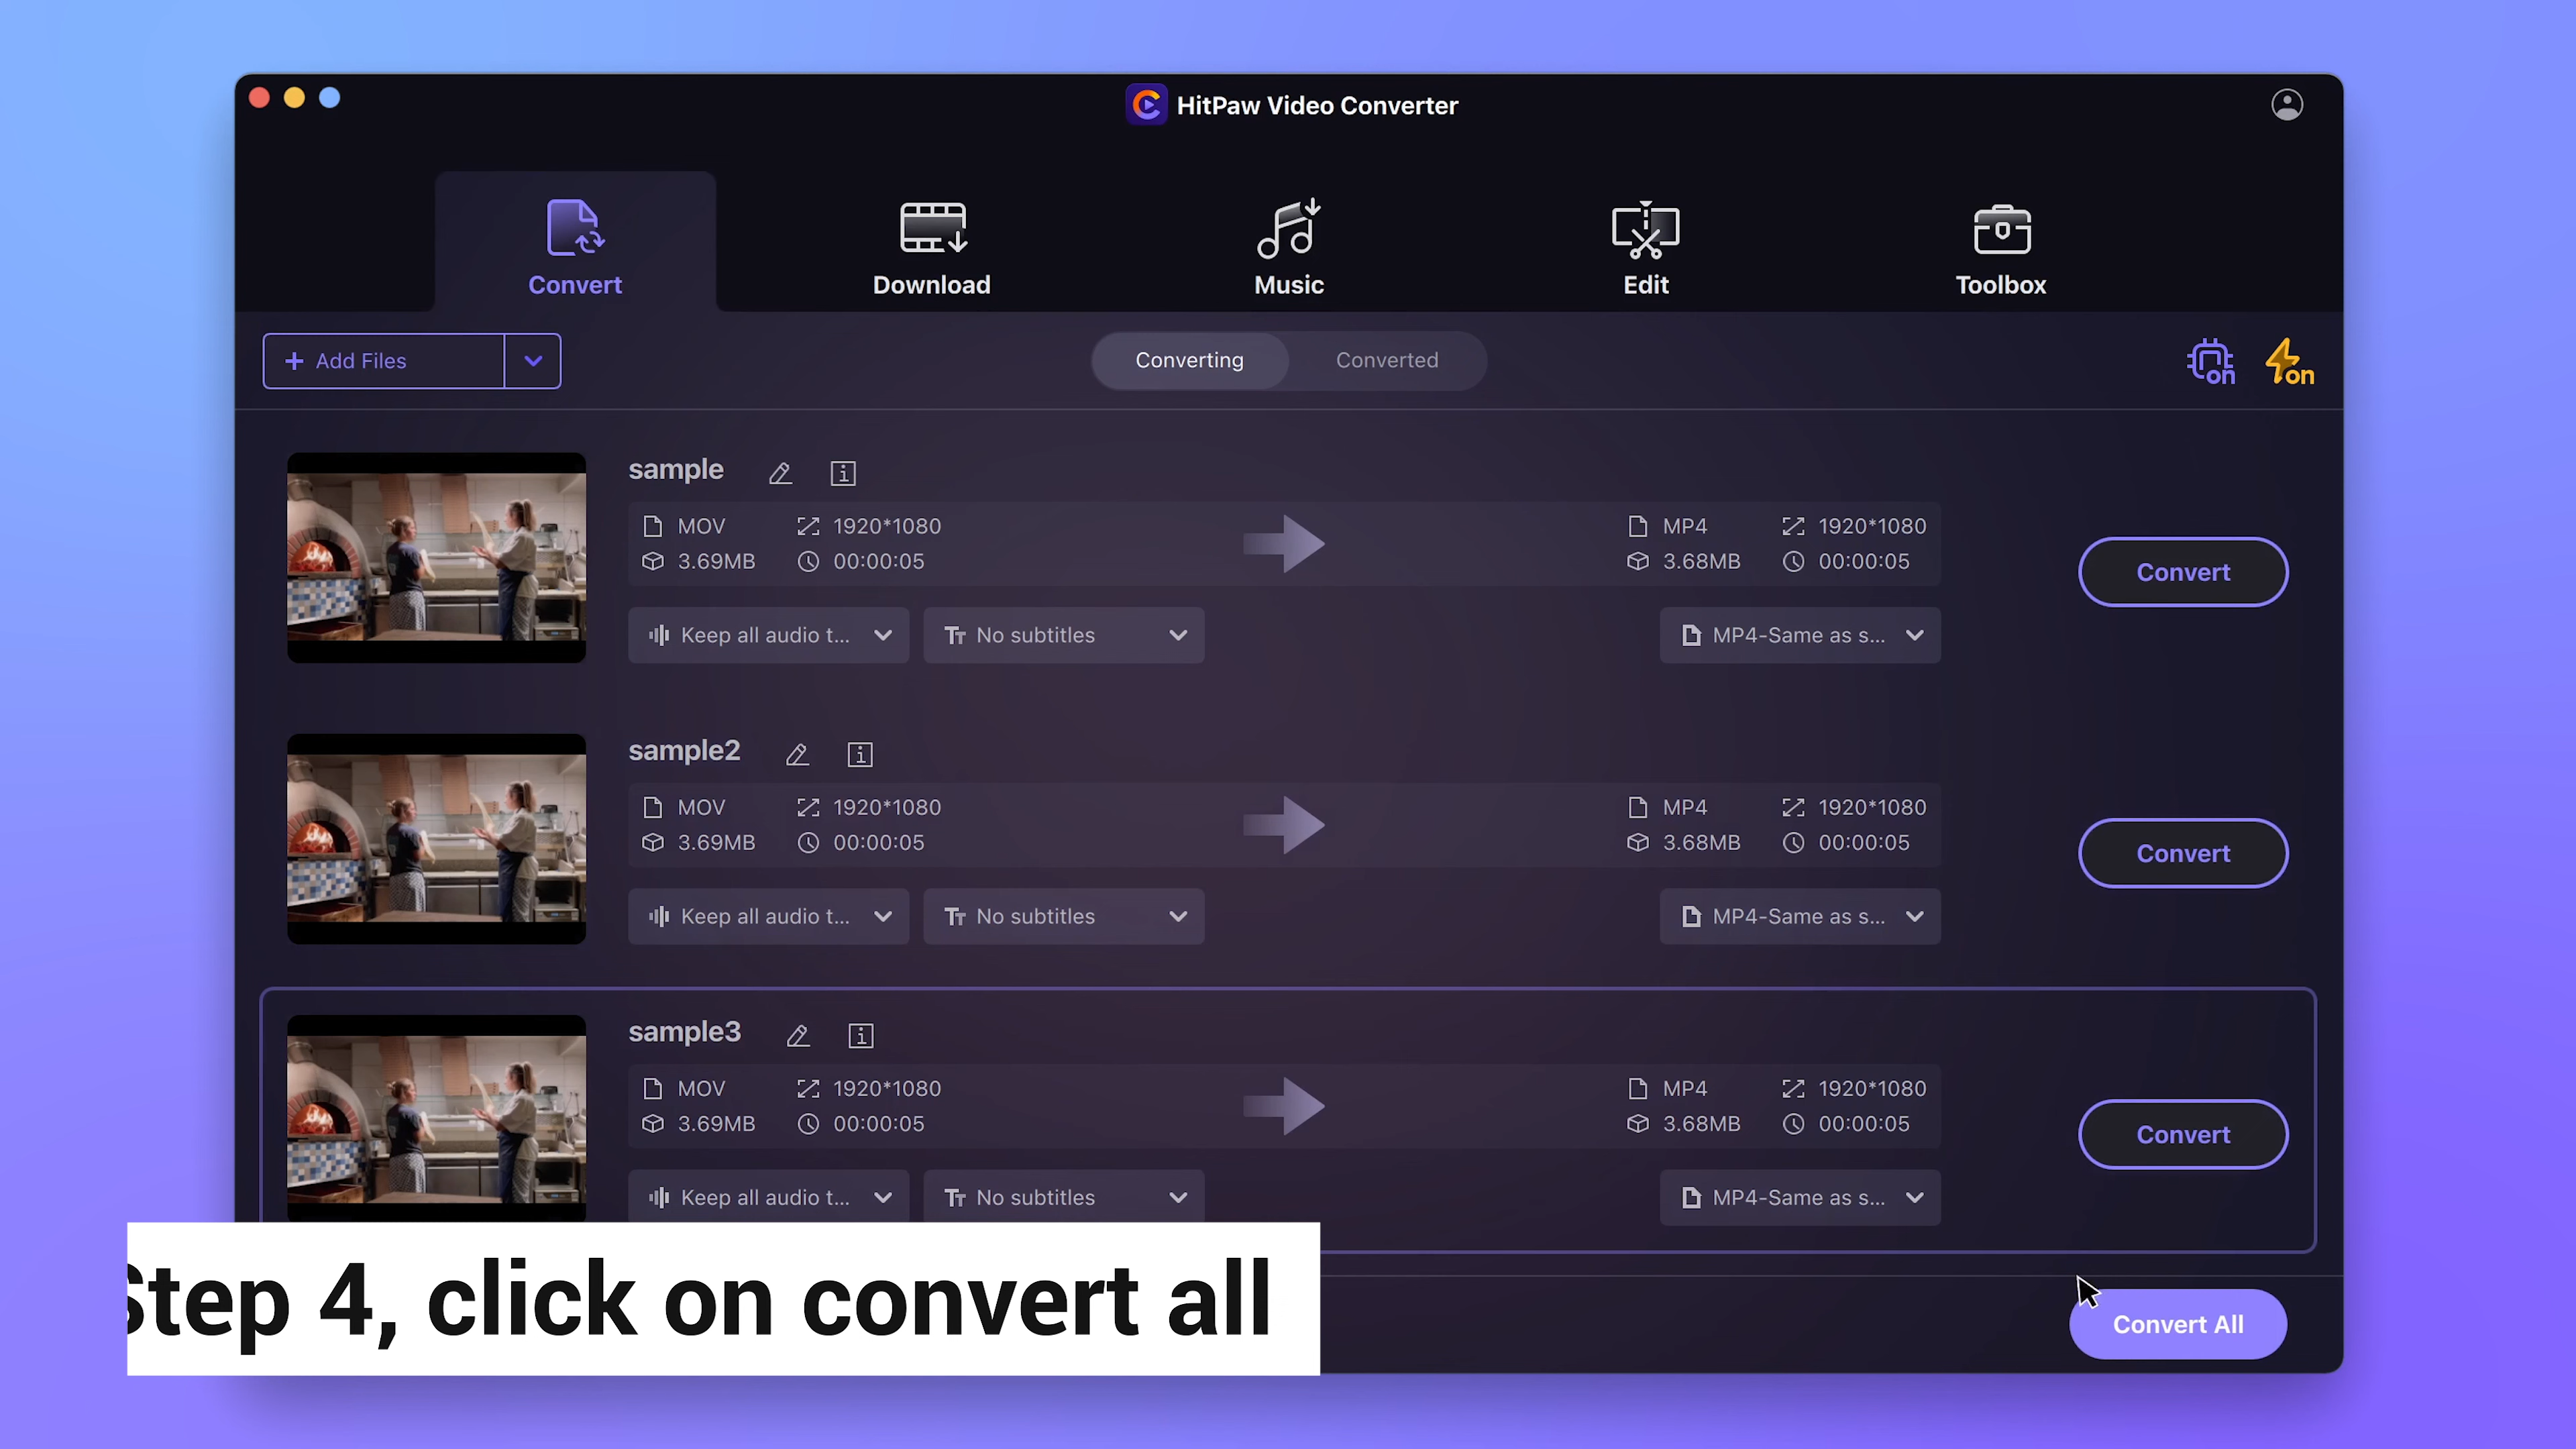 HitPaw Video Converter
Convert
Download
Music
Edit
Toolbox
+ Add Files
Converting
Converted
on
on
sample
MOV 1920*1080
3.69MB 00:00:05
MP4 1920*1080
3.68MB 00:00:05
Convert
Keep all audio t...
No subtitles
MP4-Same as s...
sample2
MOV 1920*1080
3.69MB 00:00:05
MP4 1920*1080
3.68MB 00:00:05
Convert
Keep all audio t...
No subtitles
MP4-Same as s...
sample3
MOV 1920*1080
3.69MB 00:00:05
MP4 1920*1080
3.68MB 00:00:05
Convert
Keep all audio t...
No subtitles
MP4-Same as s...
Step 4, click on convert all
Convert All